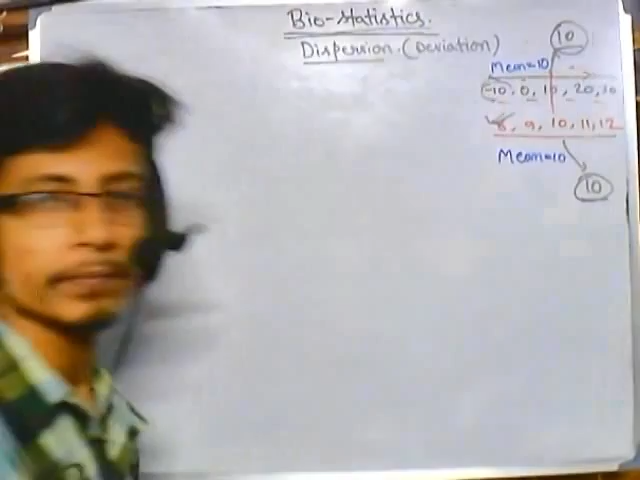 Bio-statistics.
Dispersion. (Deviation)
10
Mean=10
-10, 0, 10, 20, 30
8, 9, 10, 11, 12
Mean=10
10